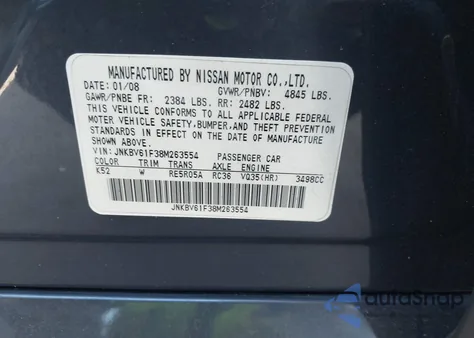 MANUFACTURED BY NISSAN MOTOR CO.,LTD.
DATE: 01/08 GVWR/PNBV: 4845 LBS.
GAWR/PNBE FR: 2384 LBS. RR: 2482 LBS.
THIS VEHICLE CONFORMS TO ALL APPLICABLE FEDERAL
MOTOR VEHICLE SAFETY, BUMPER, AND THEFT PREVENTION
STANDARDS IN EFFECT ON THE DATE OF MANUFACTURE
SHOWN ABOVE.
VIN: JNKBV61F38M263554 PASSENGER CAR
COLOR TRIM TRANS AXLE ENGINE
K52 W RE5R05A RC36 VQ35(HR) 3498CC
JNKBV61F38M263554
AutoSnap